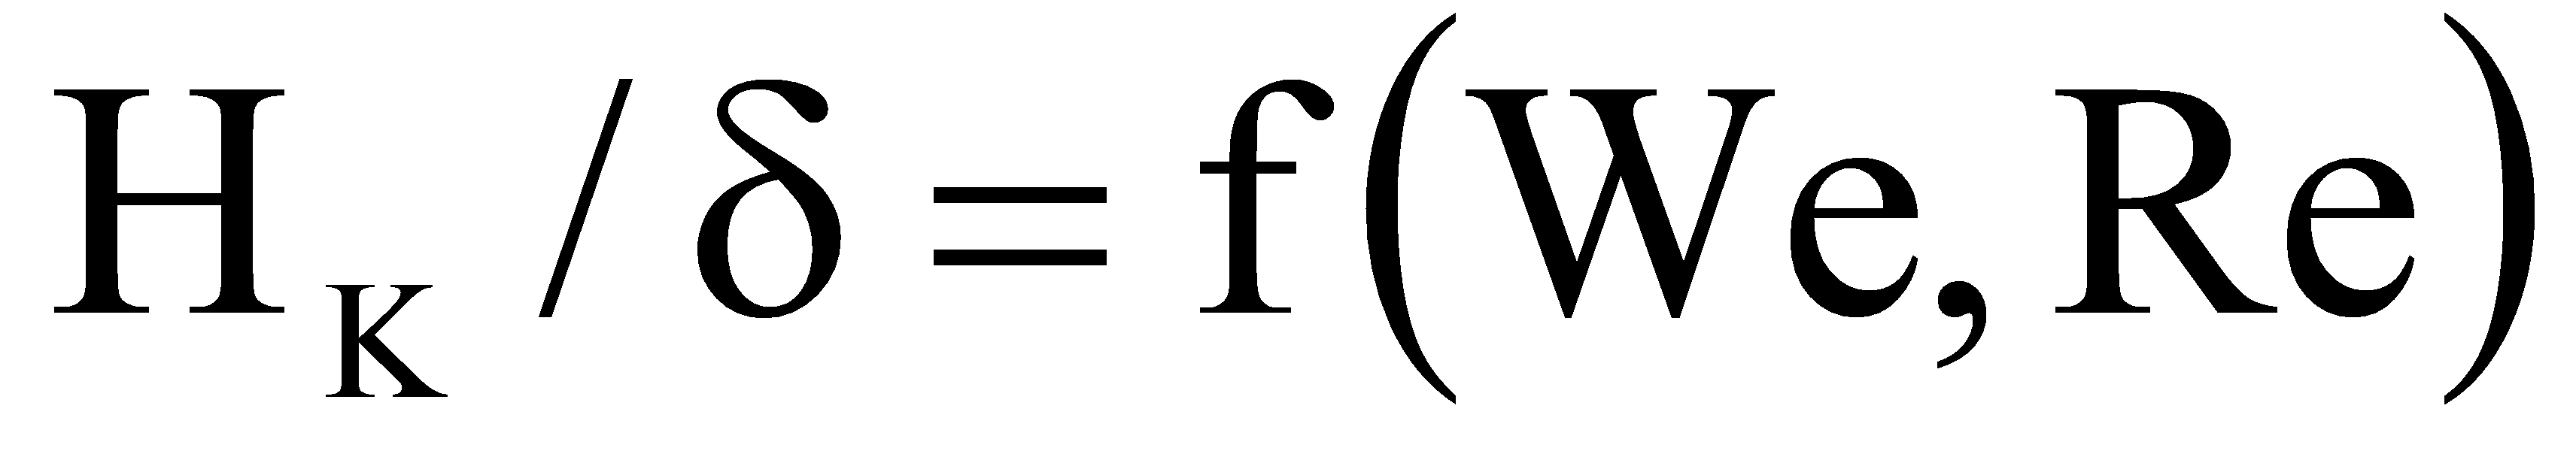 H_K / δ = f(We, Re)